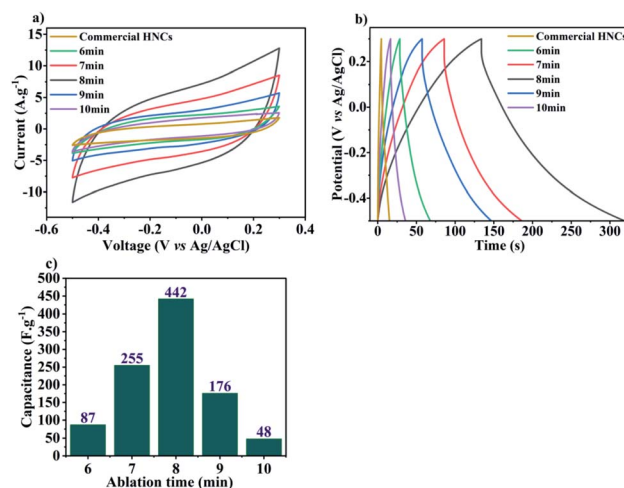 a)
Commercial HNCs
6min
7min
8min
9min
10min
15
10
5
0
-5
-10
-15
Current (A.g-1)
-0.6 -0.4 -0.2 0.0 0.2 0.4
Voltage (V vs Ag/AgCl)
b)
Commercial HNCs
6min
7min
8min
9min
10min
0.3
0.0
-0.2
-0.4
Potential (V vs Ag/AgCl)
0 50 100 150 200 250 300
Time (s)
c)
500
450
400
350
300
250
200
150
100
50
0
Capacitance (F.g-1)
87
255
442
176
48
6 7 8 9 10
Ablation time (min)